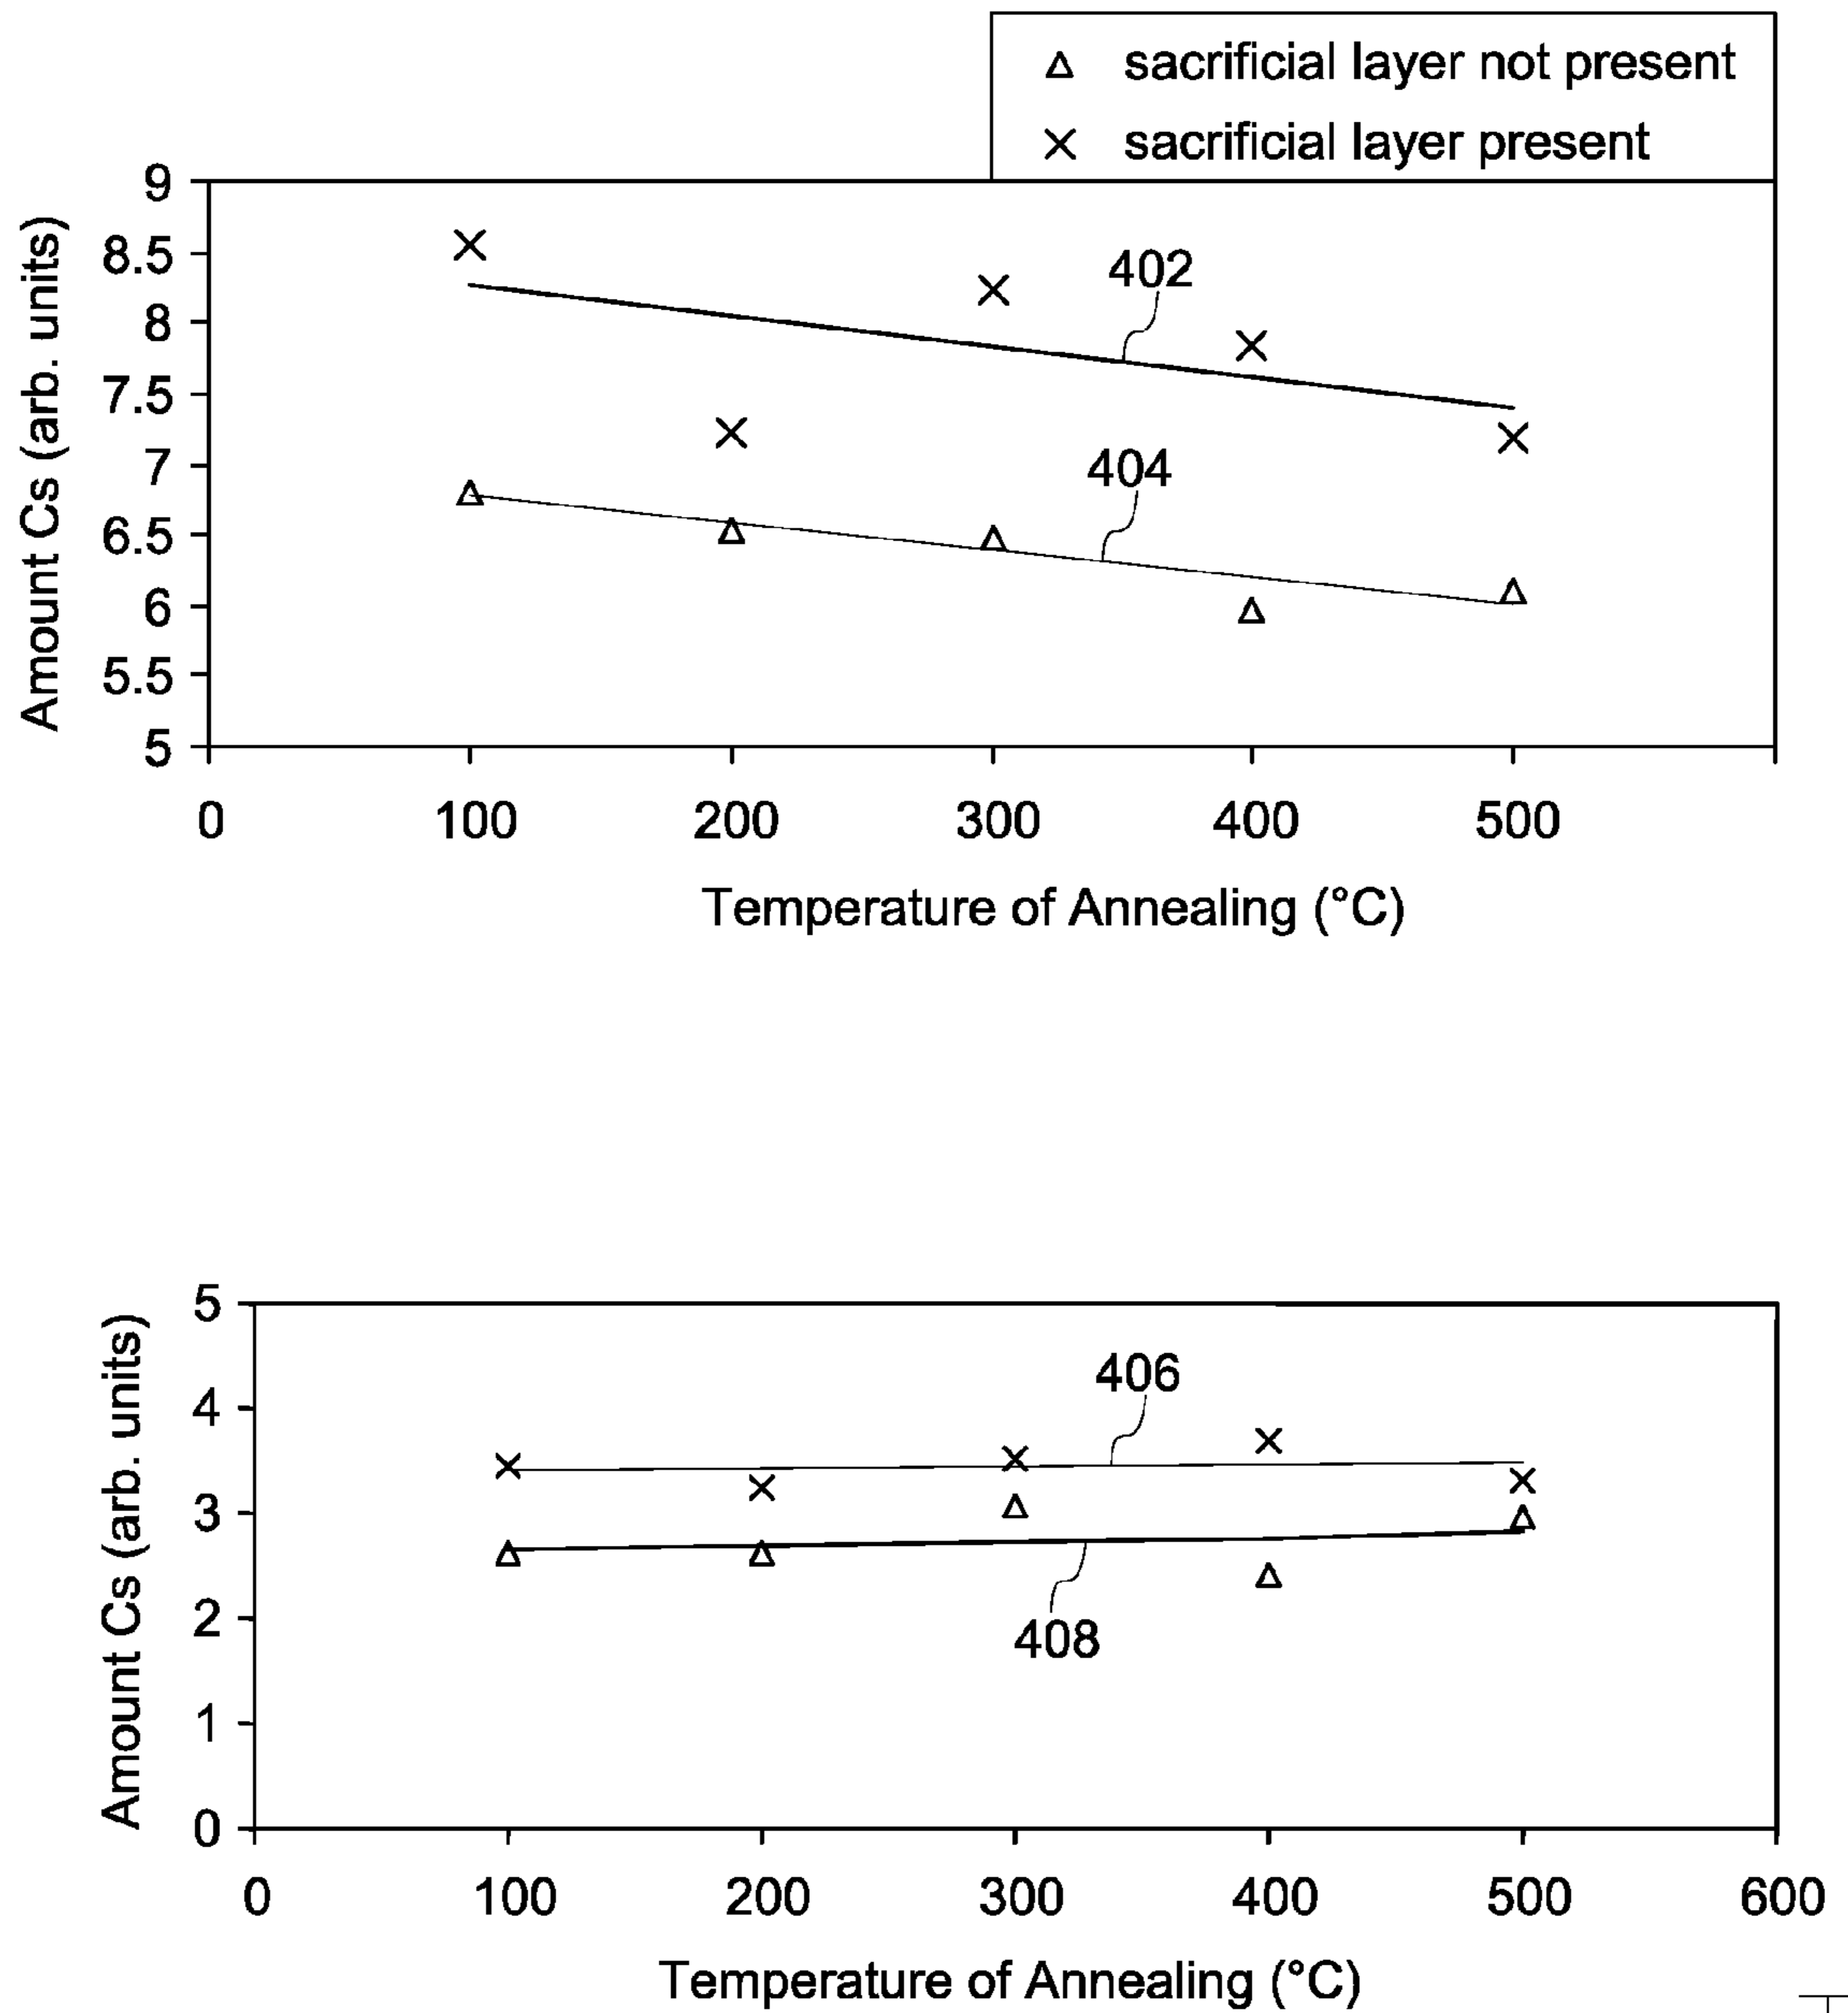 sacrificial layer not present
sacrificial layer present
Amount Cs (arb. units)
9
8.5
8
7.5
7
6.5
6
5.5
5
402
404
0 100 200 300 400 500
Temperature of Annealing (°C)
Amount Cs (arb. units)
5
4
3
2
1
0
406
408
0 100 200 300 400 500 600
Temperature of Annealing (°C)